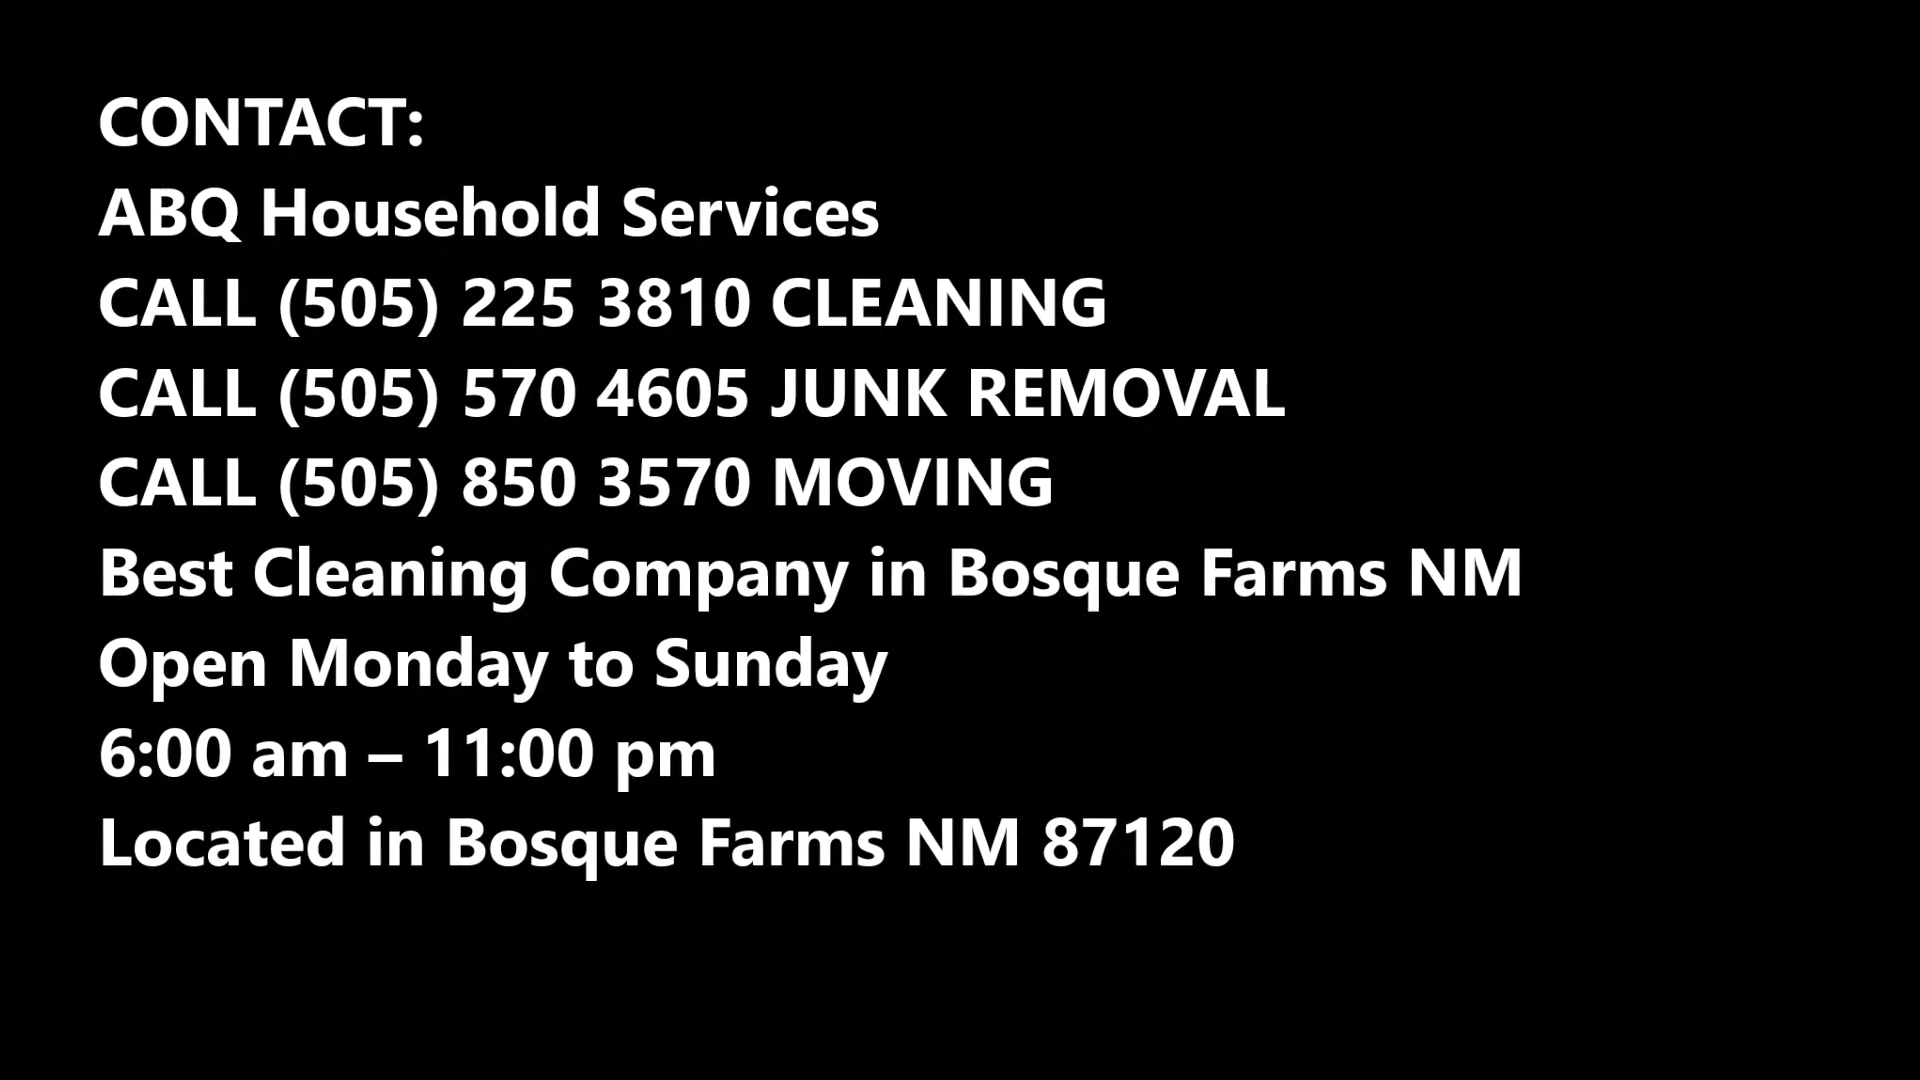 CONTACT:
ABQ Household Services
CALL (505) 225 3810 CLEANING
CALL (505) 570 4605 JUNK REMOVAL
CALL (505) 850 3570 MOVING
Best Cleaning Company in Bosque Farms NM
Open Monday to Sunday
6:00 am – 11:00 pm
Located in Bosque Farms NM 87120